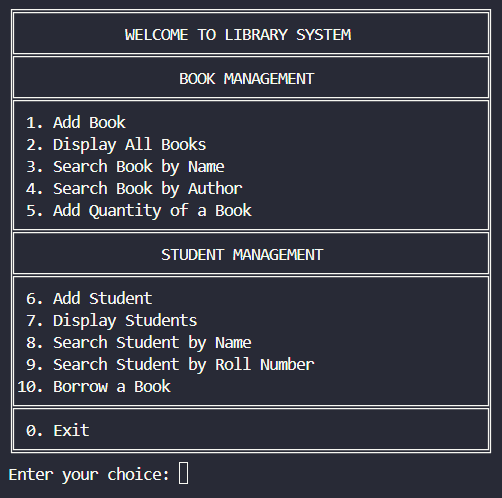 WELCOME TO LIBRARY SYSTEM
BOOK MANAGEMENT
1. Add Book
2. Display All Books
3. Search Book by Name
4. Search Book by Author
5. Add Quantity of a Book
STUDENT MANAGEMENT
6. Add Student
7. Display Students
8. Search Student by Name
9. Search Student by Roll Number
10. Borrow a Book
0. Exit
Enter your choice: